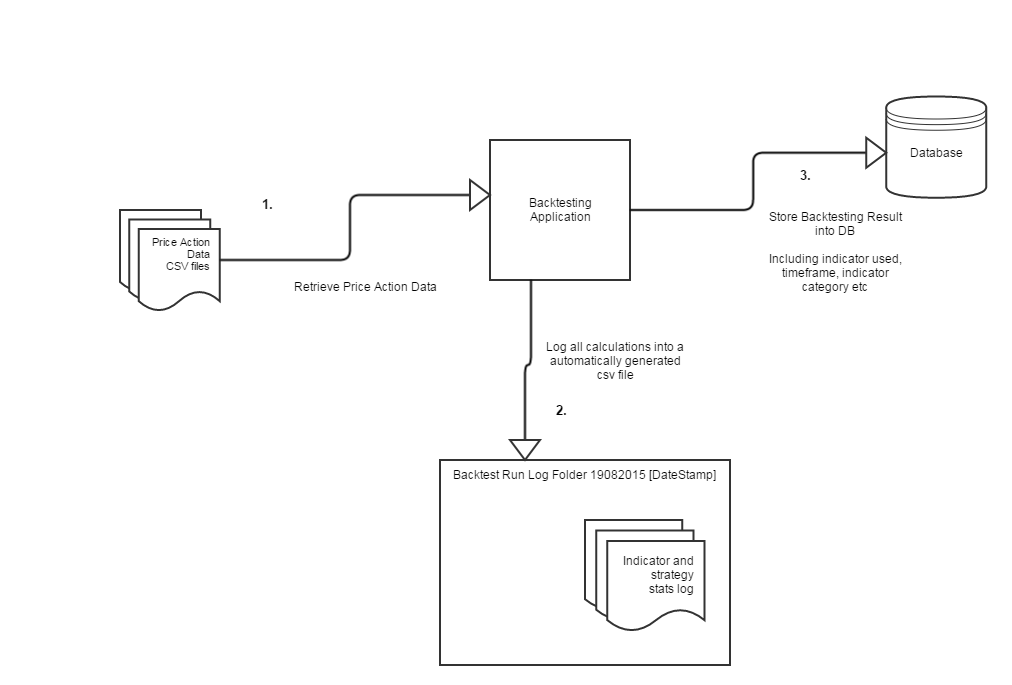 Database
3.
Backtesting
Application
1.
Store Backtesting Result
into DB
Including indicator used,
timeframe, indicator
category etc
Price Action
Data
CSV files
Retrieve Price Action Data
Log all calculations into a
automatically generated
csv file
2.
Backtest Run Log Folder 19082015 [DateStamp]
Indicator and
strategy
stats log